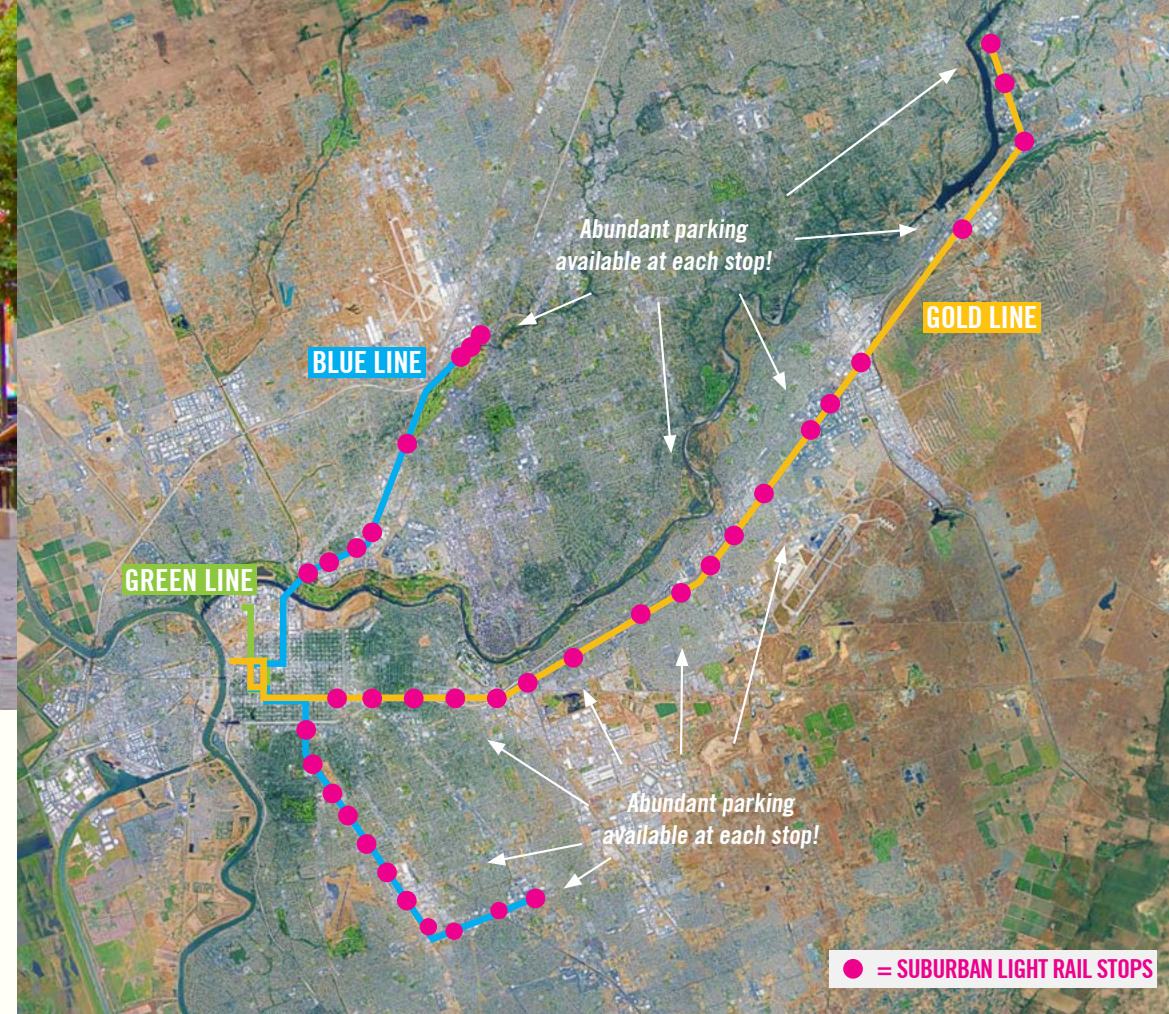 Abundant parking
available at each stop!
GOLD LINE
BLUE LINE
GREEN LINE
Abundant parking
available at each stop!
= SUBURBAN LIGHT RAIL STOPS